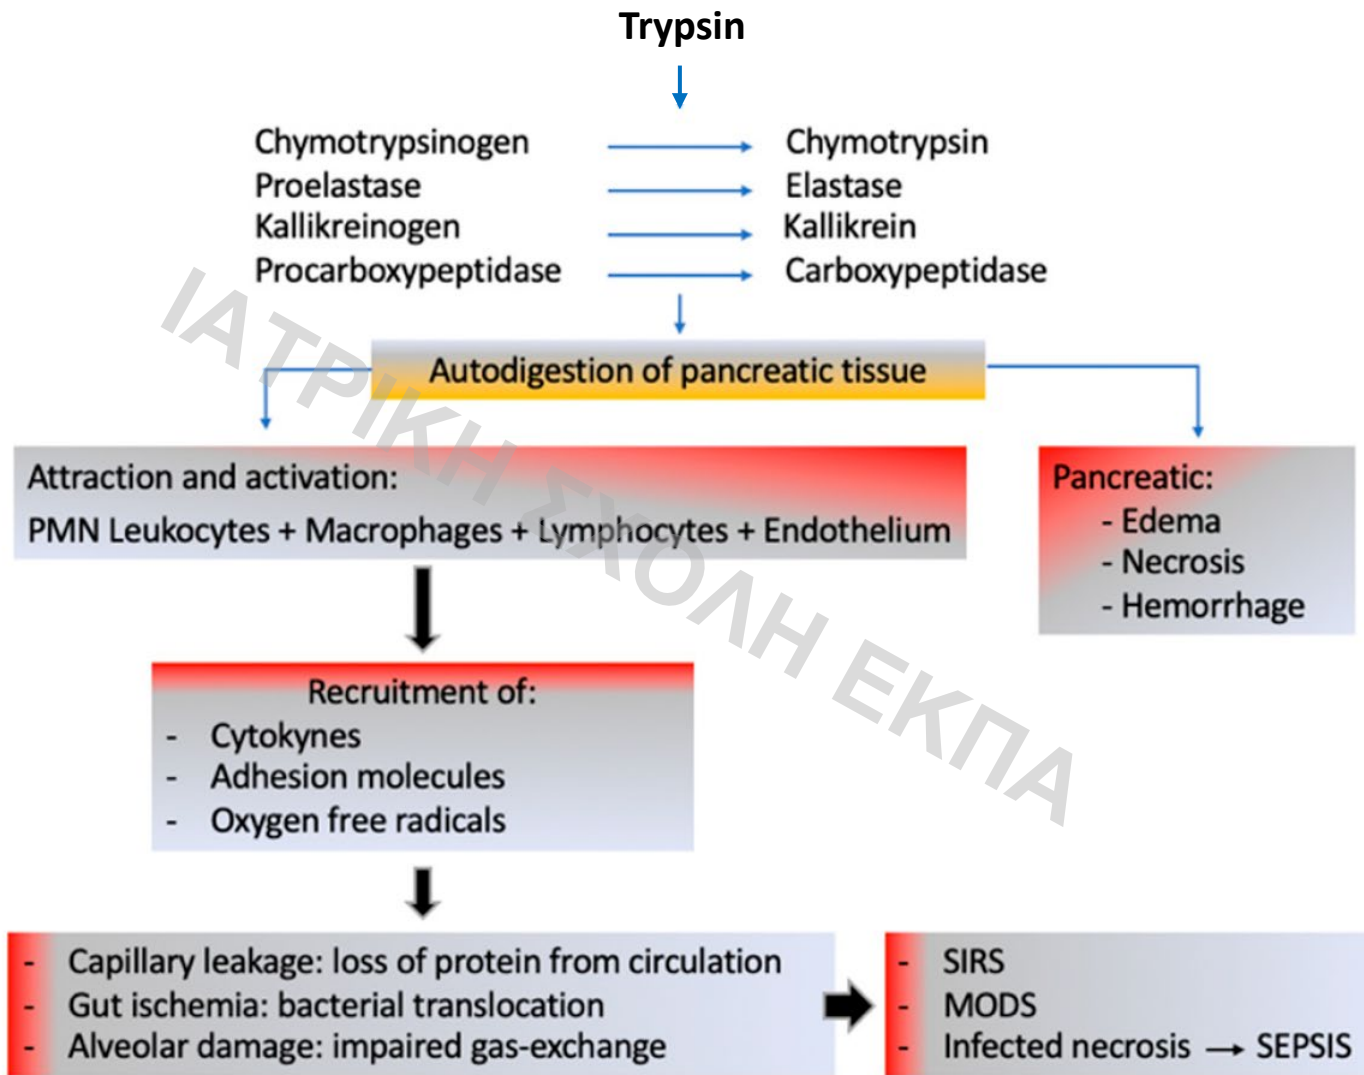 Trypsin
Chymotrypsinogen → Chymotrypsin
Proelastase → Elastase
Kallikreinogen → Kallikrein
Procarboxypeptidase → Carboxypeptidase
Autodigestion of pancreatic tissue
Attraction and activation:
PMN Leukocytes + Macrophages + Lymphocytes + Endothelium
Pancreatic:
- Edema
- Necrosis
- Hemorrhage
Recruitment of:
- Cytokynes
- Adhesion molecules
- Oxygen free radicals
- Capillary leakage: loss of protein from circulation
- Gut ischemia: bacterial translocation
- Alveolar damage: impaired gas-exchange
- SIRS
- MODS
- Infected necrosis → SEPSIS
ΙΑΤΡΙΚΗ ΣΧΟΛΗ ΕΚΠΑ